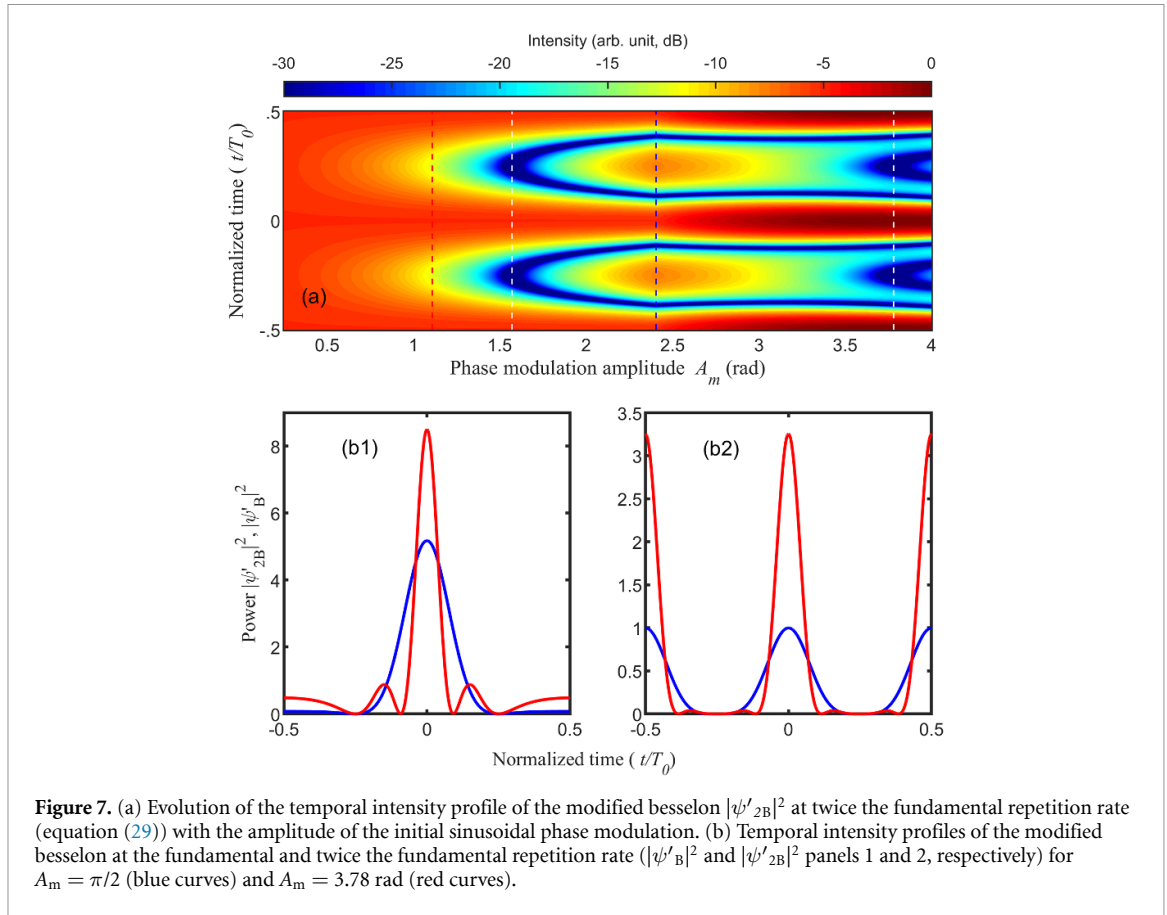 Intensity (arb. unit, dB)
-30 -25 -20 -15 -10 -5 0
Normalized time ( t/T0)
.5
0
-.5
(a)
0.5 1 1.5 2 2.5 3 3.5 4
Phase modulation amplitude Am (rad)
Power |ψ′2B|², |ψ′B|²
8
6
4
2
0
(b1)
-0.5 0 0.5
3.5
3
2.5
2
1.5
1
0.5
0
(b2)
-0.5 0 0.5
Normalized time ( t/T0)
Figure 7. (a) Evolution of the temporal intensity profile of the modified besselon |ψ′2B|² at twice the fundamental repetition rate
(equation (29)) with the amplitude of the initial sinusoidal phase modulation. (b) Temporal intensity profiles of the modified
besselon at the fundamental and twice the fundamental repetition rate (|ψ′B|² and |ψ′2B|² panels 1 and 2, respectively) for
Am = π/2 (blue curves) and Am = 3.78 rad (red curves).